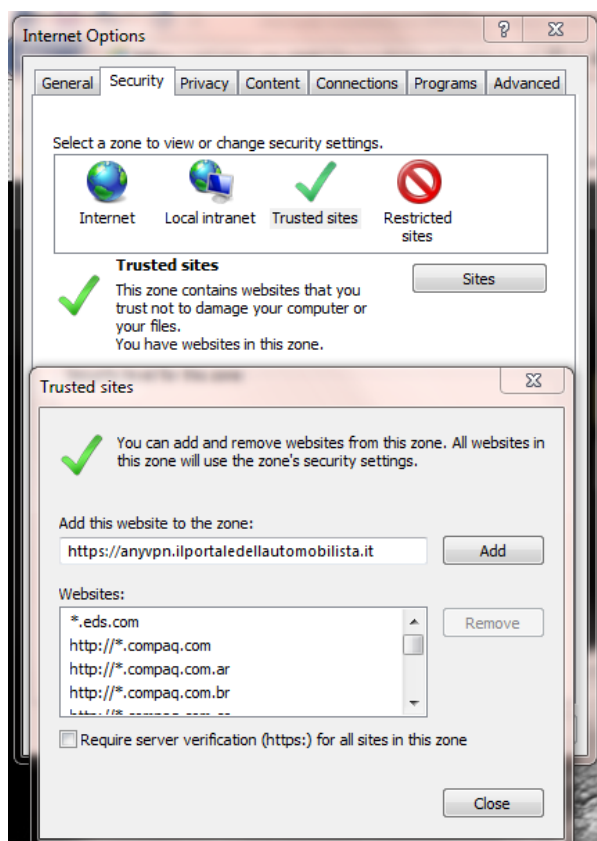 Internet Options
General Security Privacy Content Connections Programs Advanced
Select a zone to view or change security settings.
Internet
Local intranet
Trusted sites
Restricted
sites
Trusted sites
Sites
This zone contains websites that you
trust not to damage your computer or
your files.
You have websites in this zone.
Trusted sites
You can add and remove websites from this zone. All websites in
this zone will use the zone's security settings.
Add this website to the zone:
https://anyvpn.ilportaledellautomobilista.it
Add
Websites:
*.eds.com
Remove
http://*.compaq.com
http://*.compaq.com.ar
http://*.compaq.com.br
Require server verification (https:) for all sites in this zone
Close